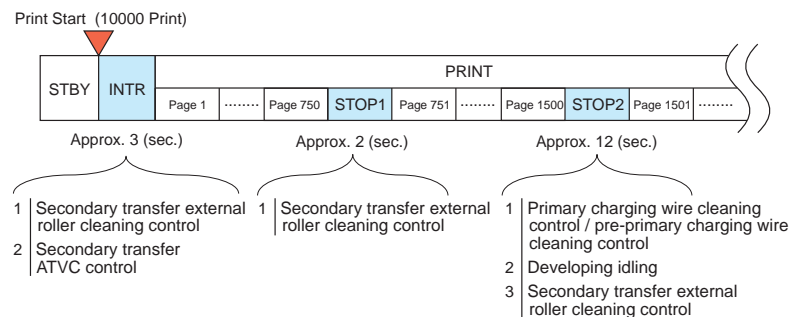 Print Start (10000 Print)
STBY
INTR
PRINT
Page 1
........
Page 750
STOP1
Page 751
........
Page 1500
STOP2
Page 1501
........
Approx. 3 (sec.)
Approx. 2 (sec.)
Approx. 12 (sec.)
1 Secondary transfer external
roller cleaning control
2 Secondary transfer
ATVC control
1 Secondary transfer external
roller cleaning control
1 Primary charging wire cleaning
control / pre-primary charging wire
cleaning control
2 Developing idling
3 Secondary transfer external
roller cleaning control